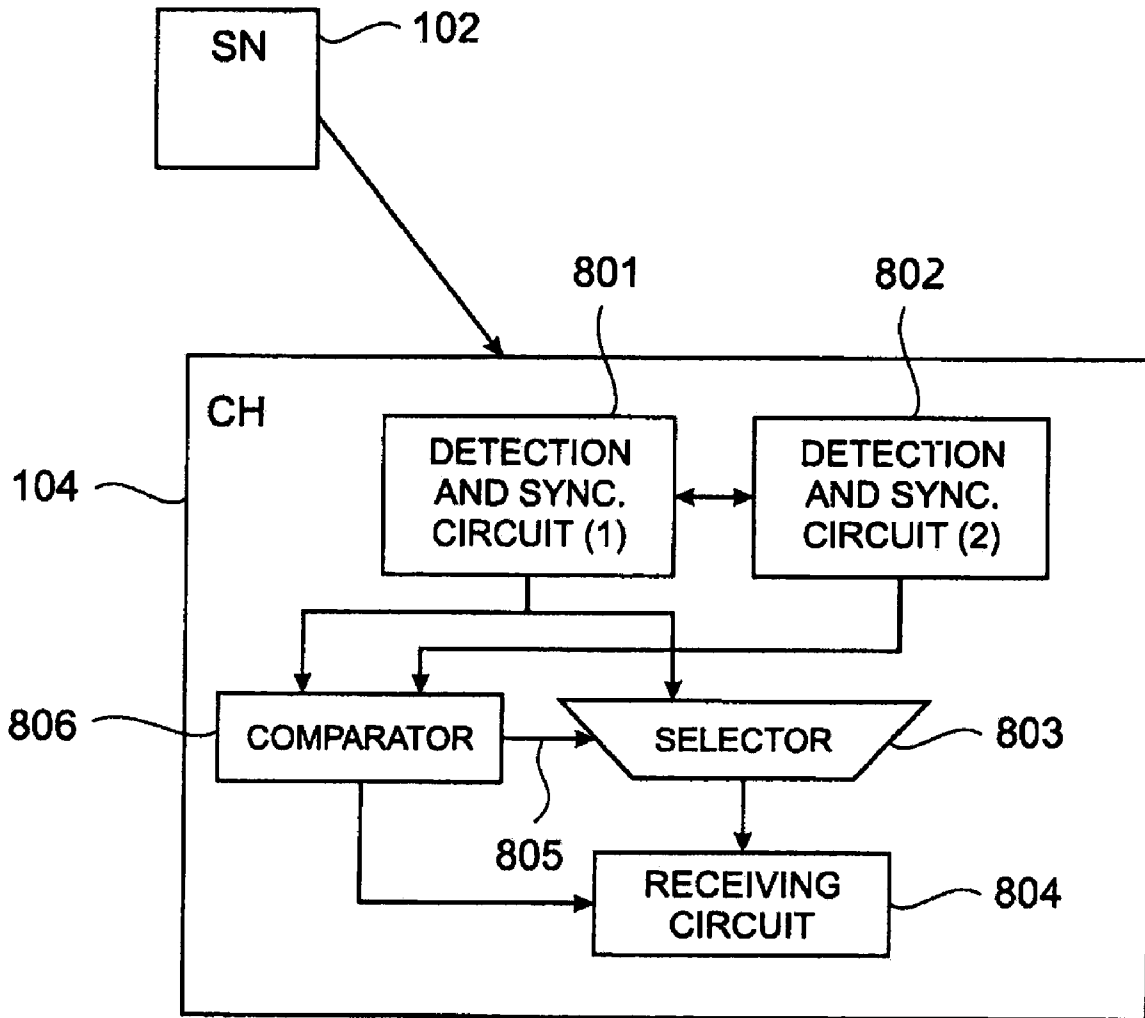 SN
102
801
802
CH
104
DETECTION
AND SYNC.
CIRCUIT (1)
DETECTION
AND SYNC.
CIRCUIT (2)
806
COMPARATOR
SELECTOR
803
805
RECEIVING
CIRCUIT
804